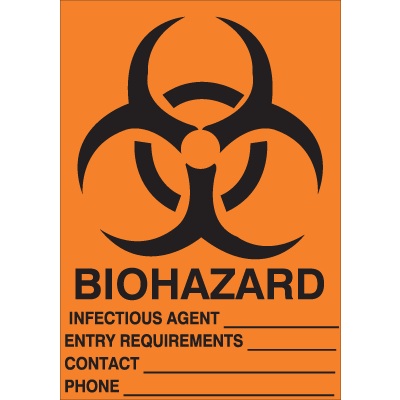 BIOHAZARD
INFECTIOUS AGENT
ENTRY REQUIREMENTS
CONTACT
PHONE